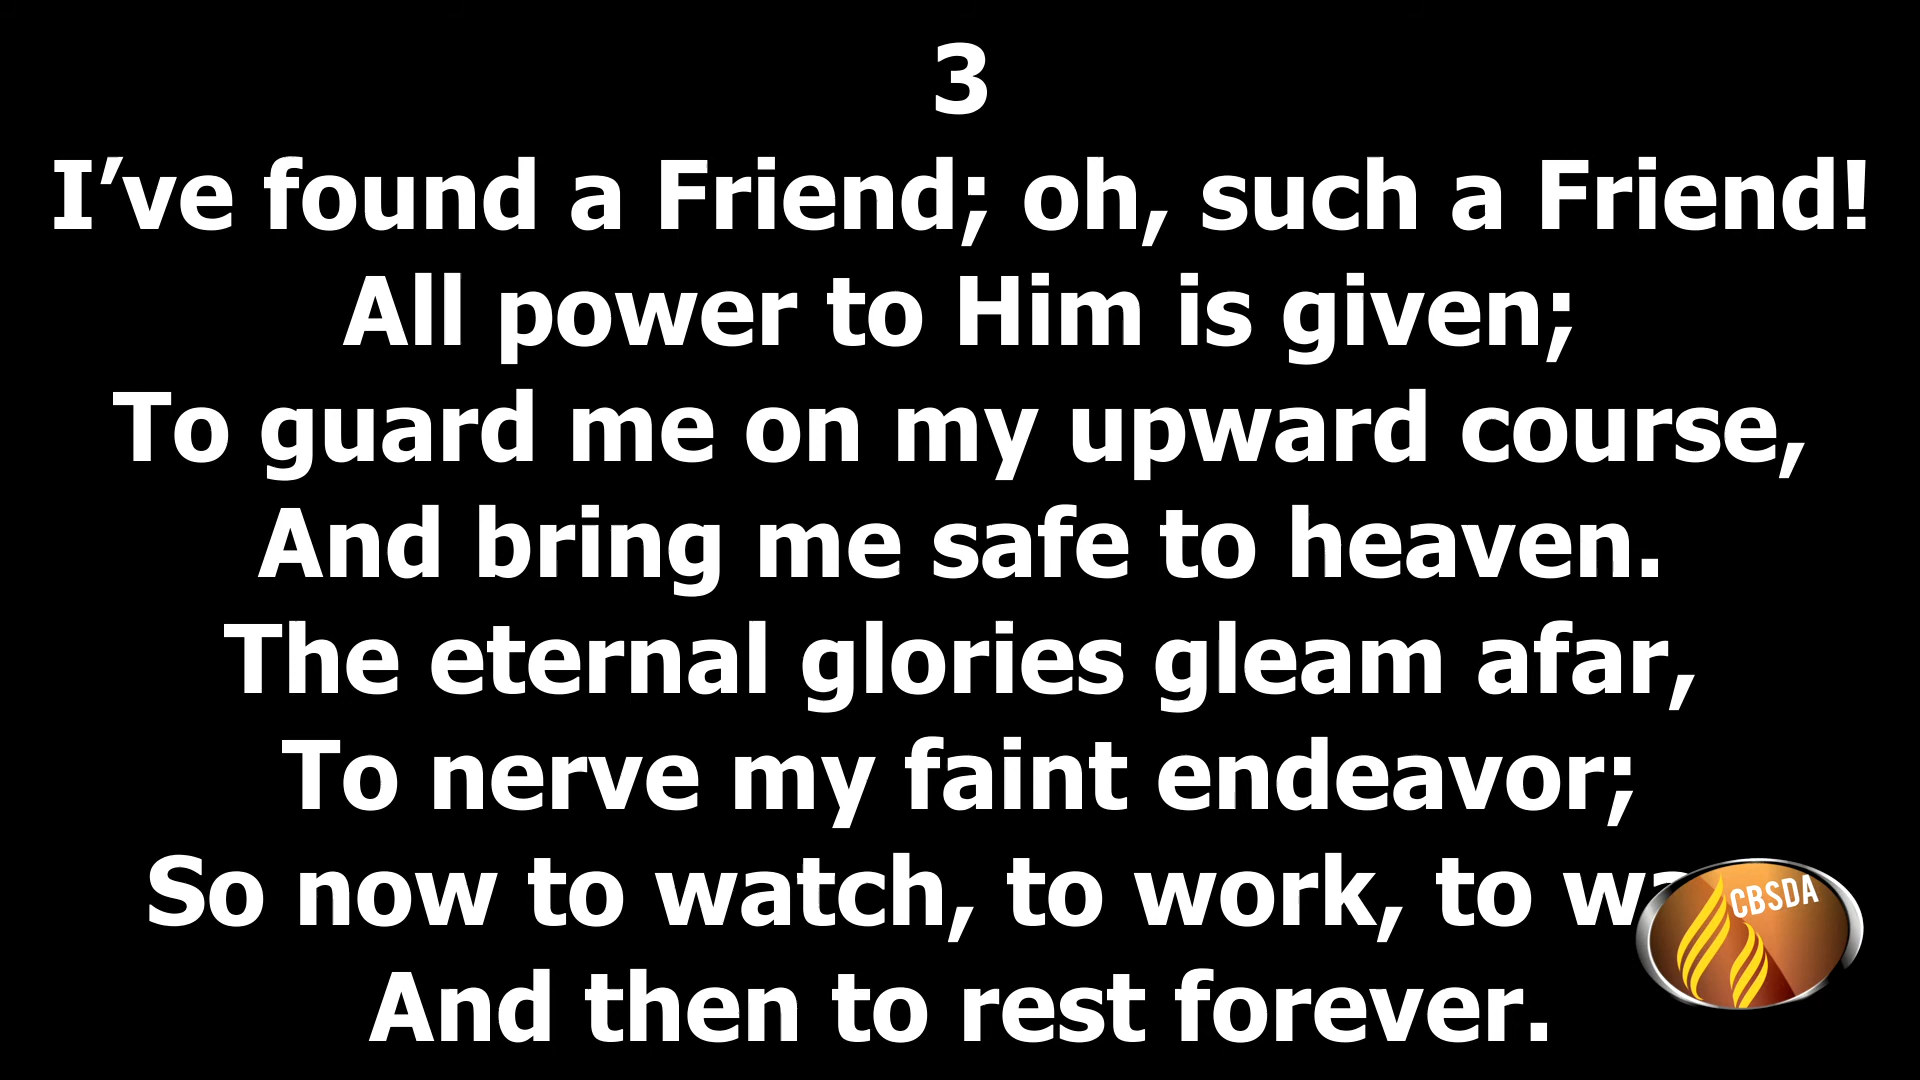 3
I’ve found a Friend; oh, such a Friend!
All power to Him is given;
To guard me on my upward course,
And bring me safe to heaven.
The eternal glories gleam afar,
To nerve my faint endeavor;
So now to watch, to work, to
And then to rest forever.
CBSDA